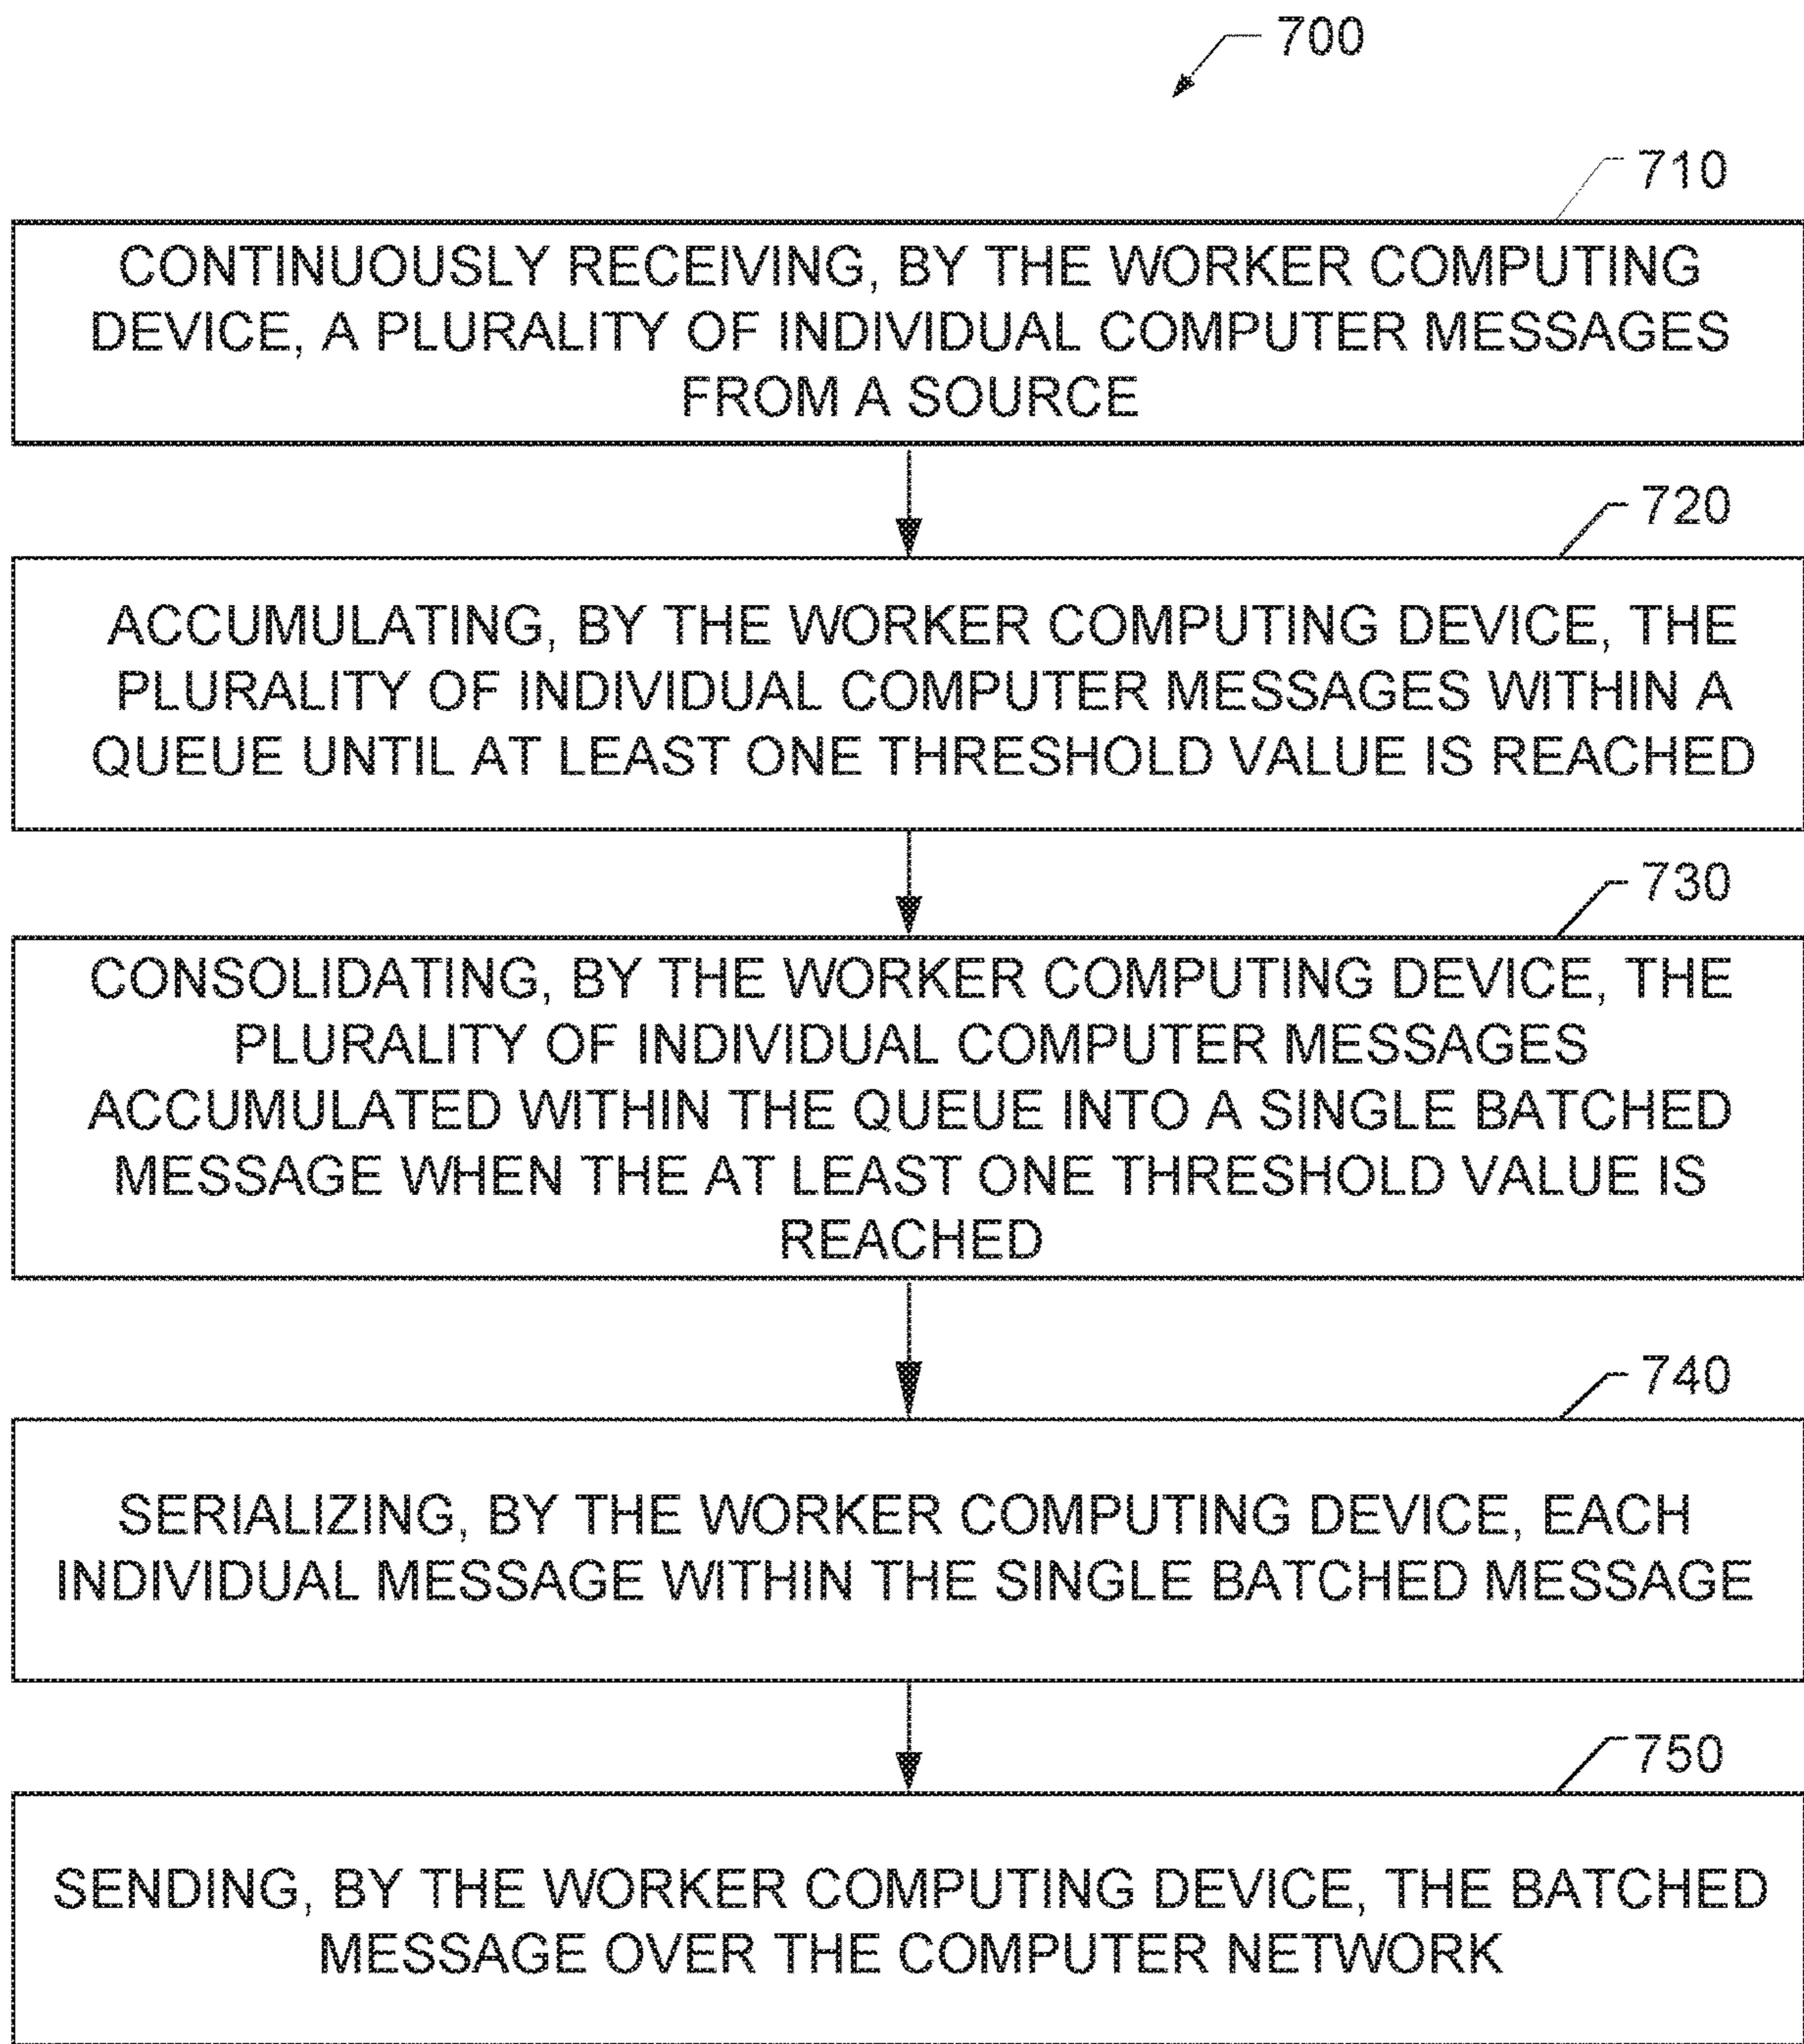 700
710
CONTINUOUSLY RECEIVING, BY THE WORKER COMPUTING
DEVICE, A PLURALITY OF INDIVIDUAL COMPUTER MESSAGES
FROM A SOURCE
720
ACCUMULATING, BY THE WORKER COMPUTING DEVICE, THE
PLURALITY OF INDIVIDUAL COMPUTER MESSAGES WITHIN A
QUEUE UNTIL AT LEAST ONE THRESHOLD VALUE IS REACHED
730
CONSOLIDATING, BY THE WORKER COMPUTING DEVICE, THE
PLURALITY OF INDIVIDUAL COMPUTER MESSAGES
ACCUMULATED WITHIN THE QUEUE INTO A SINGLE BATCHED
MESSAGE WHEN THE AT LEAST ONE THRESHOLD VALUE IS
REACHED
740
SERIALIZING, BY THE WORKER COMPUTING DEVICE, EACH
INDIVIDUAL MESSAGE WITHIN THE SINGLE BATCHED MESSAGE
750
SENDING, BY THE WORKER COMPUTING DEVICE, THE BATCHED
MESSAGE OVER THE COMPUTER NETWORK